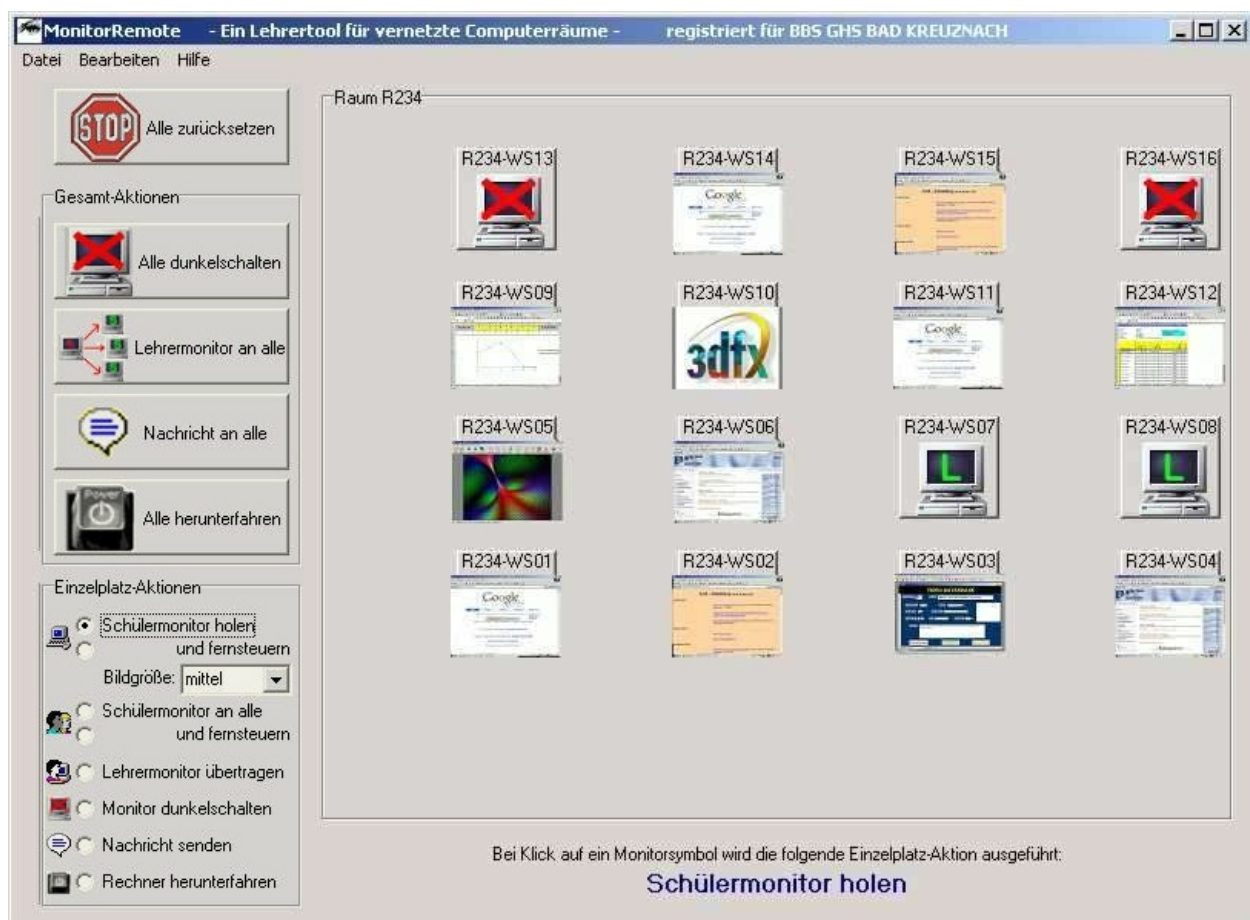 MonitorRemote - Ein Lehrertool für vernetzte Computerräume - registriert für BBS GHS BAD KREUZNACH
Datei Bearbeiten Hilfe
STOP Alle zurücksetzen
Gesamt-Aktionen
Alle dunkelschalten
Lehrermonitor an alle
Nachricht an alle
Power
Alle herunterfahren
Einzelplatz-Aktionen
Schülermonitor holen
und fernsteuern
Bildgröße: mittel
Schülermonitor an alle
und fernsteuern
Lehrermonitor übertragen
Monitor dunkelschalten
Nachricht senden
Rechner herunterfahren
Raum R234
R234-WS13 R234-WS14 R234-WS15 R234-WS16
Google
R234-WS09 R234-WS10 R234-WS11 R234-WS12
3dfx Google
R234-WS05 R234-WS06 R234-WS07 R234-WS08
L L
R234-WS01 R234-WS02 R234-WS03 R234-WS04
Google
Bei Klick auf ein Monitorsymbol wird die folgende Einzelplatz-Aktion ausgeführt:
Schülermonitor holen